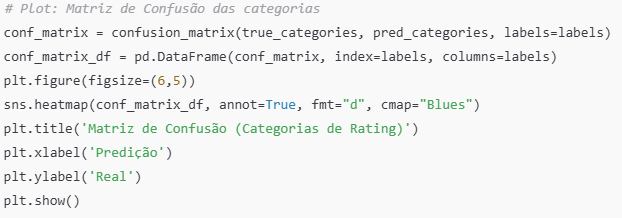 # Plot: Matriz de Confusão das categorias
conf_matrix = confusion_matrix(true_categories, pred_categories, labels=labels)
conf_matrix_df = pd.DataFrame(conf_matrix, index=labels, columns=labels)
plt.figure(figsize=(6,5))
sns.heatmap(conf_matrix_df, annot=True, fmt="d", cmap="Blues")
plt.title('Matriz de Confusão (Categorias de Rating)')
plt.xlabel('Predição')
plt.ylabel('Real')
plt.show()